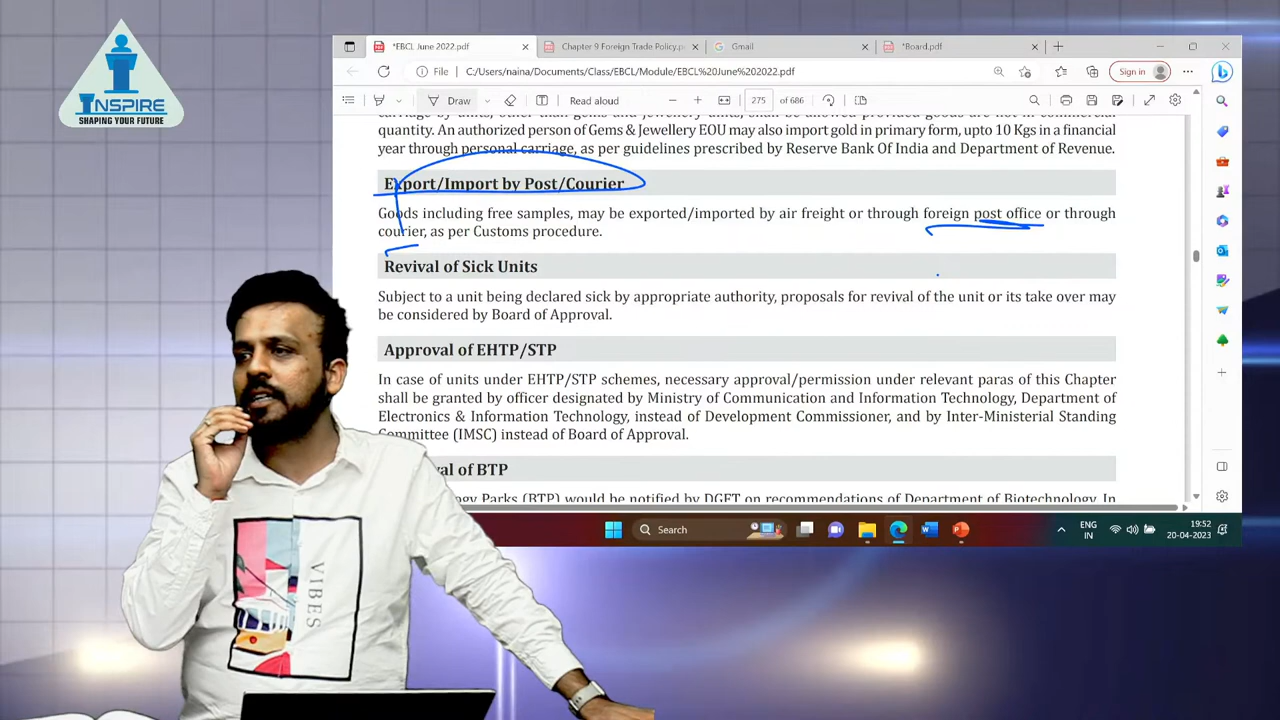 INSPIRE
SHAPING YOUR FUTURE
*EBCL June 2022.pdf
Chapter 9 Foreign Trade Policy.p
Gmail
*Board.pdf
File
C:/Users/naina/Documents/Class/EBCL/Module/EBCL%20June%202022.pdf
Sign in
Draw
Read aloud
275
of 686
quantity. An authorized person of Gems & Jewellery EOU may also import gold in primary form, upto 10 Kgs in a financial
year through personal carriage, as per guidelines prescribed by Reserve Bank Of India and Department of Revenue.
Export/Import by Post/Courier
Goods including free samples, may be exported/imported by air freight or through foreign post office or through
courier, as per Customs procedure.
Revival of Sick Units
Subject to a unit being declared sick by appropriate authority, proposals for revival of the unit or its take over may
be considered by Board of Approval.
Approval of EHTP/STP
In case of units under EHTP/STP schemes, necessary approval/permission under relevant paras of this Chapter
shall be granted by officer designated by Ministry of Communication and Information Technology, Department of
Electronics & Information Technology, instead of Development Commissioner, and by Inter-Ministerial Standing
Committee (IMSC) instead of Board of Approval.
val of BTP
ogy Parks (BTP) would be notified by DGFT on recommendations of Department of Biotechnology. In
Search
ENG
IN
19:52
20-04-2023
VIBES